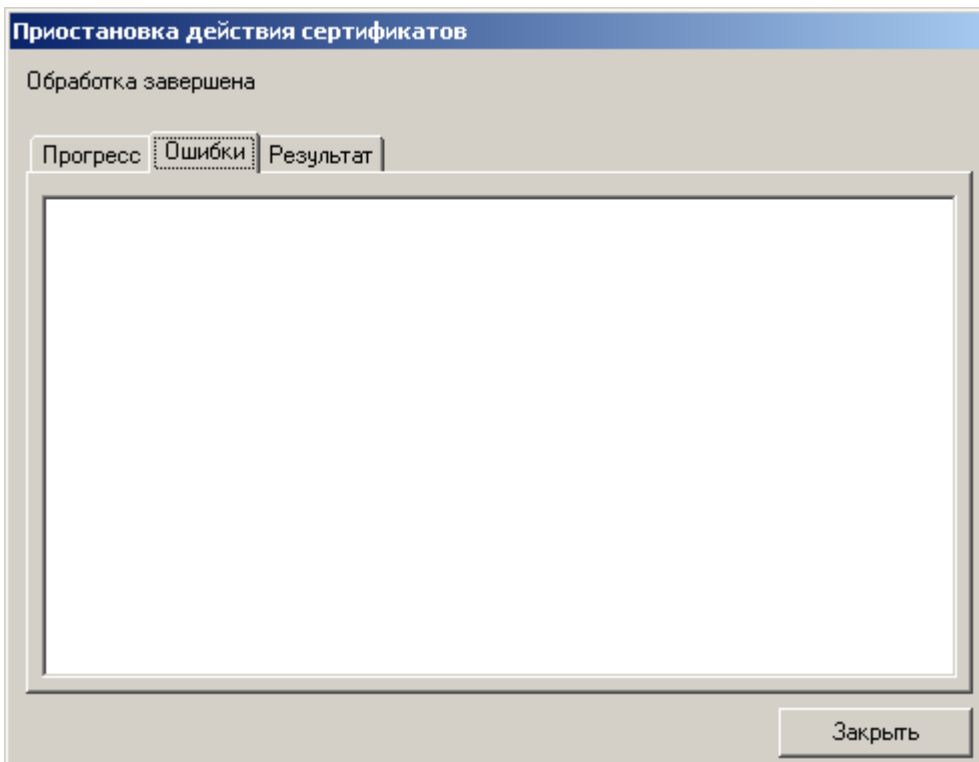 Приостановка действия сертификатов
Обработка завершена
Прогресс Ошибки Результат
Закрыть